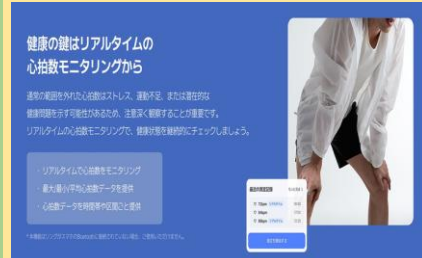 健康の鍵はリアルタイムの
心拍数モニタリングから
通常の範囲を外れた心拍数はストレス、運動不足、または潜在的な
健康問題を示す可能性があるため、注意深く観察することが重要です。
リアルタイムの心拍数モニタリングで、健康状態を継続的にチェックしましょう。
・リアルタイムで心拍数をモニタリング
・最大/最小/平均心拍数データを提供
・心拍数データを時間帯や区間ごと提供